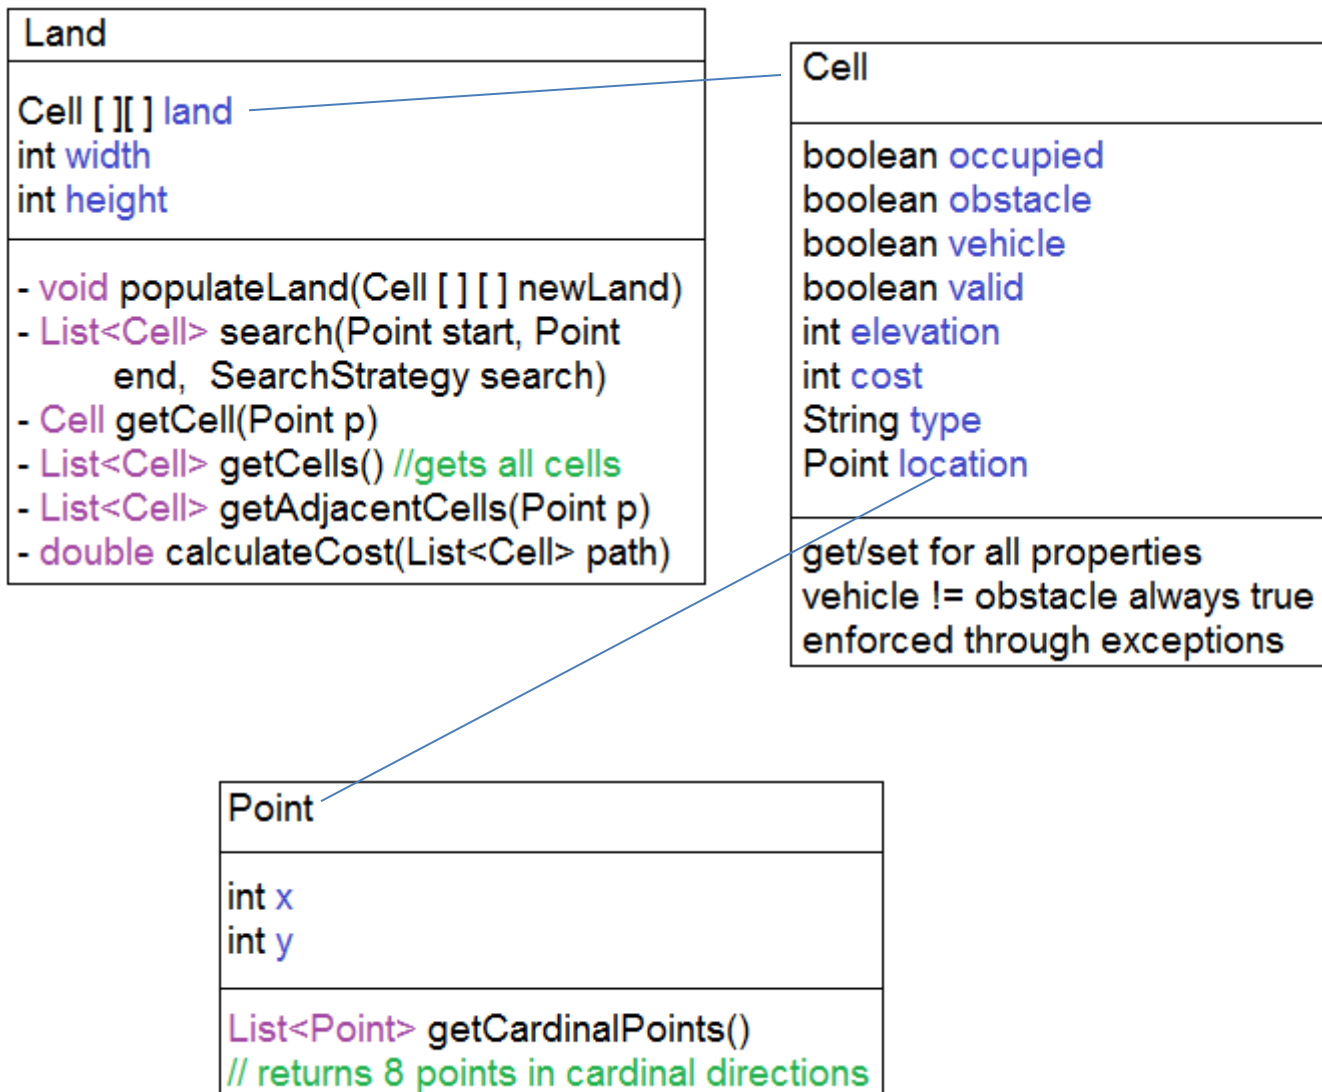 Land
Cell [ ][ ] land
int width
int height
- void populateLand(Cell [ ] [ ] newLand)
- List<Cell> search(Point start, Point
end,  SearchStrategy search)
- Cell getCell(Point p)
- List<Cell> getCells() //gets all cells
- List<Cell> getAdjacentCells(Point p)
- double calculateCost(List<Cell> path)
Cell
boolean occupied
boolean obstacle
boolean vehicle
boolean valid
int elevation
int cost
String type
Point location
get/set for all properties
vehicle != obstacle always true
enforced through exceptions
Point
int x
int y
List<Point> getCardinalPoints()
// returns 8 points in cardinal directions